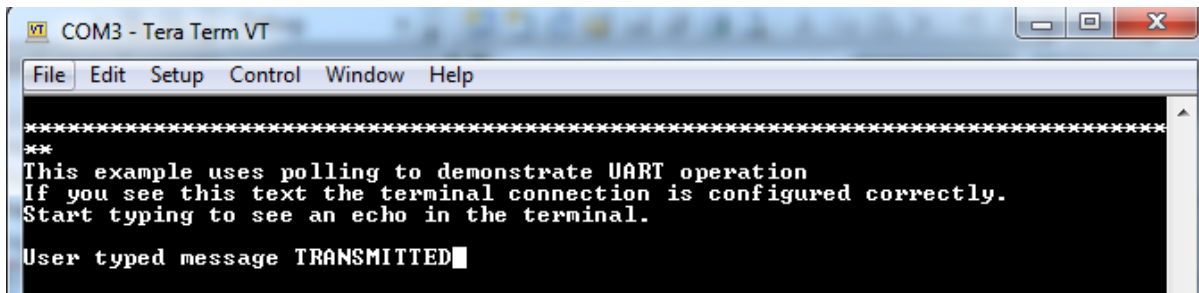 COM3 - Tera Term VT
File Edit Setup Control Window Help
********************************************************************************
**
This example uses polling to demonstrate UART operation
If you see this text the terminal connection is configured correctly.
Start typing to see an echo in the terminal.
User typed message TRANSMITTED